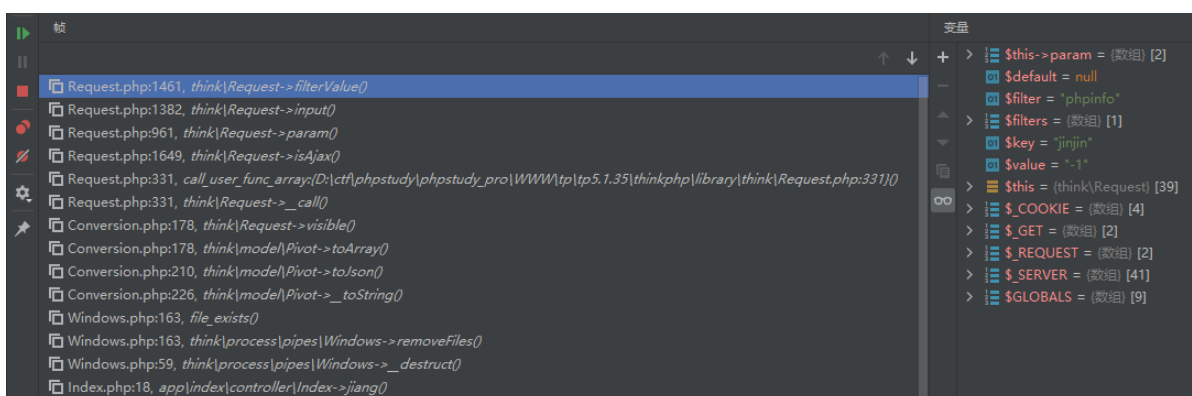 帧
Request.php:1461, think\Request->filterValue()
Request.php:1382, think\Request->input()
Request.php:961, think\Request->param()
Request.php:1649, think\Request->isAjax()
Request.php:331, call_user_func_array:{D:\ctf\phpstudy\phpstudy_pro\WWW\tp\tp5.1.35\thinkphp\library\think\Request.php:331}()
Request.php:331, think\Request->__call()
Conversion.php:178, think\Request->visible()
Conversion.php:178, think\model\Pivot->toArray()
Conversion.php:210, think\model\Pivot->toJson()
Conversion.php:226, think\model\Pivot->__toString()
Windows.php:163, file_exists()
Windows.php:163, think\process\pipes\Windows->removeFiles()
Windows.php:59, think\process\pipes\Windows->__destruct()
Index.php:18, app\index\controller\Index->jiang()
变量
$this->param = {数组} [2]
$default = null
$filter = "phpinfo"
$filters = {数组} [1]
$key = "jinjin"
$value = "-1"
$this = {think\Request} [39]
$_COOKIE = {数组} [4]
$_GET = {数组} [2]
$_REQUEST = {数组} [2]
$_SERVER = {数组} [41]
$GLOBALS = {数组} [9]